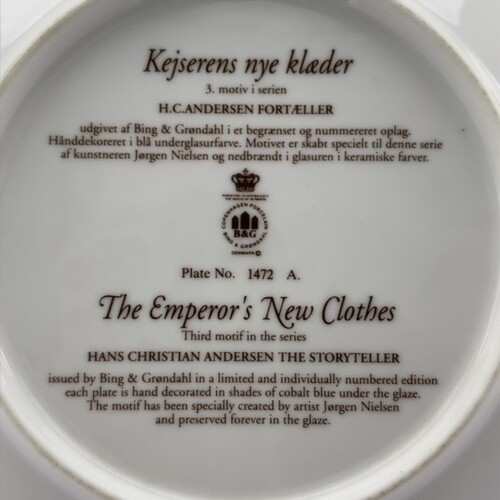 Kejserens nye klæder
3. motiv i serien
H.C.ANDERSEN FORTÆLLER
udgivet af Bing & Grøndahl i et begrænset og nummereret oplag.
Hånddekoreret i blå underglasurfarve. Motivet er skabt specielt til denne serie
af kunstneren Jørgen Nielsen og nedbrændt i glasuren i keramiske farver.
COPENHAGEN PORCELAIN
B&G
BING & GRØNDAHL
DENMARK ©
Plate No. 1472 A.
The Emperor's New Clothes
Third motif in the series
HANS CHRISTIAN ANDERSEN THE STORYTELLER
issued by Bing & Grøndahl in a limited and individually numbered edition
each plate is hand decorated in shades of cobalt blue under the glaze.
The motif has been specially created by artist Jørgen Nielsen
and preserved forever in the glaze.